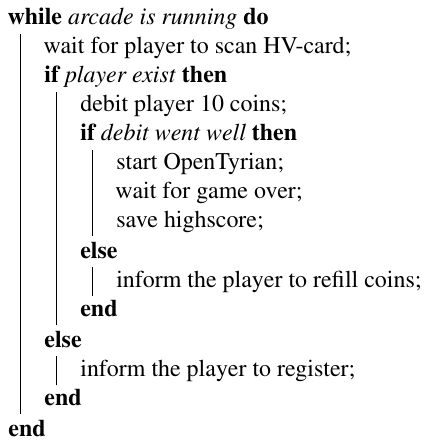 while arcade is running do
wait for player to scan HV-card;
if player exist then
debit player 10 coins;
if debit went well then
start OpenTyrian;
wait for game over;
save highscore;
else
inform the player to refill coins;
end
else
inform the player to register;
end
end